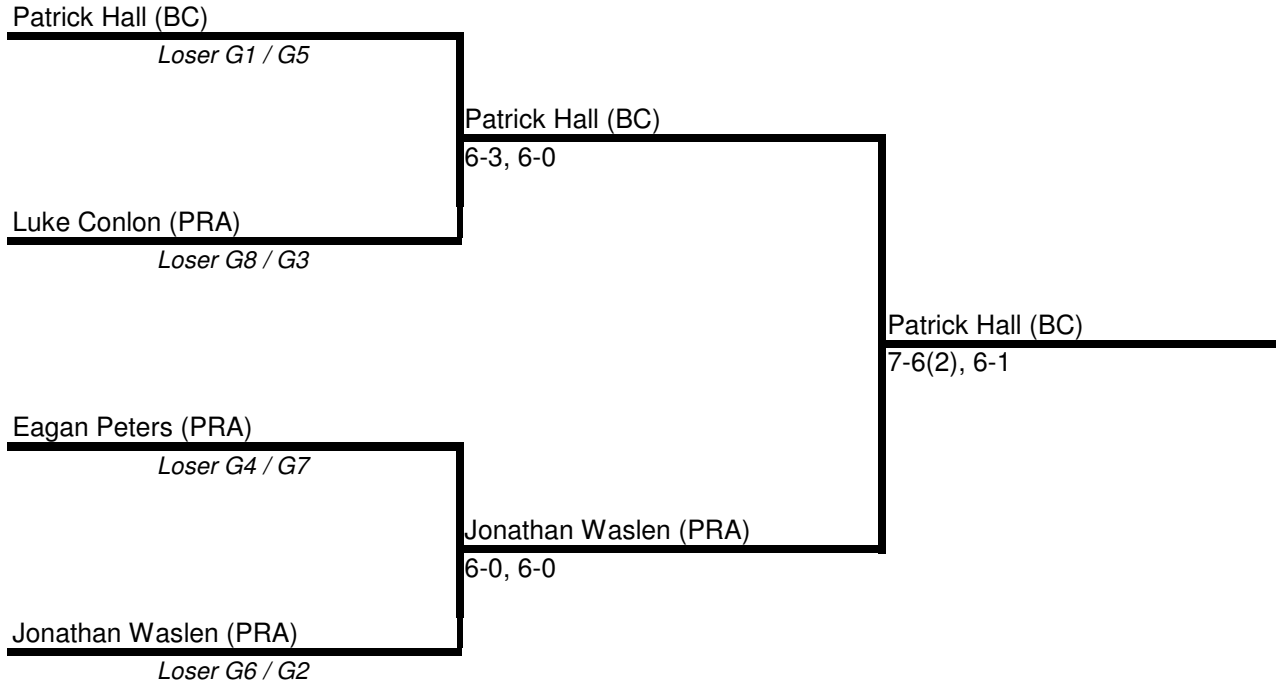 Patrick Hall (BC)
Loser G1 / G5
Patrick Hall (BC)
6-3, 6-0
Luke Conlon (PRA)
Loser G8 / G3
Patrick Hall (BC)
7-6(2), 6-1
Eagan Peters (PRA)
Loser G4 / G7
Jonathan Waslen (PRA)
6-0, 6-0
Jonathan Waslen (PRA)
Loser G6 / G2